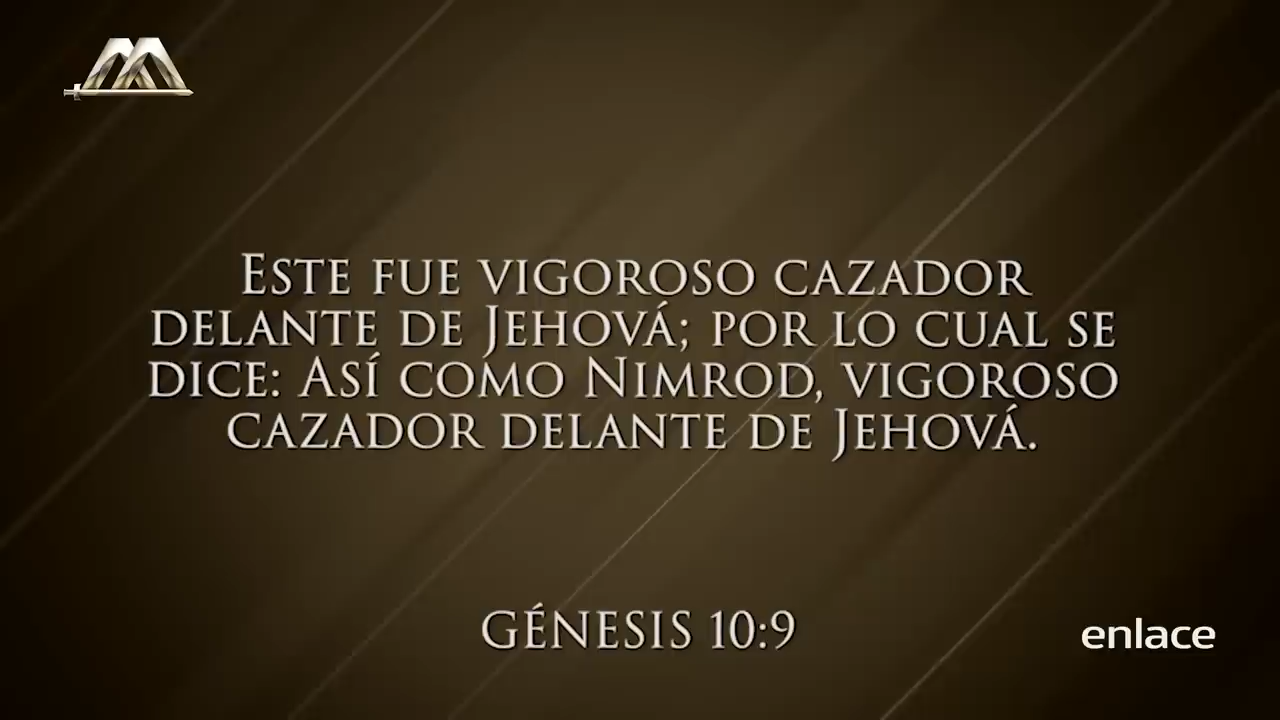 Este fue vigoroso cazador
delante de Jehová; por lo cual se
dice: Así como Nimrod, vigoroso
cazador delante de Jehová.
GÉNESIS 10:9
enlace